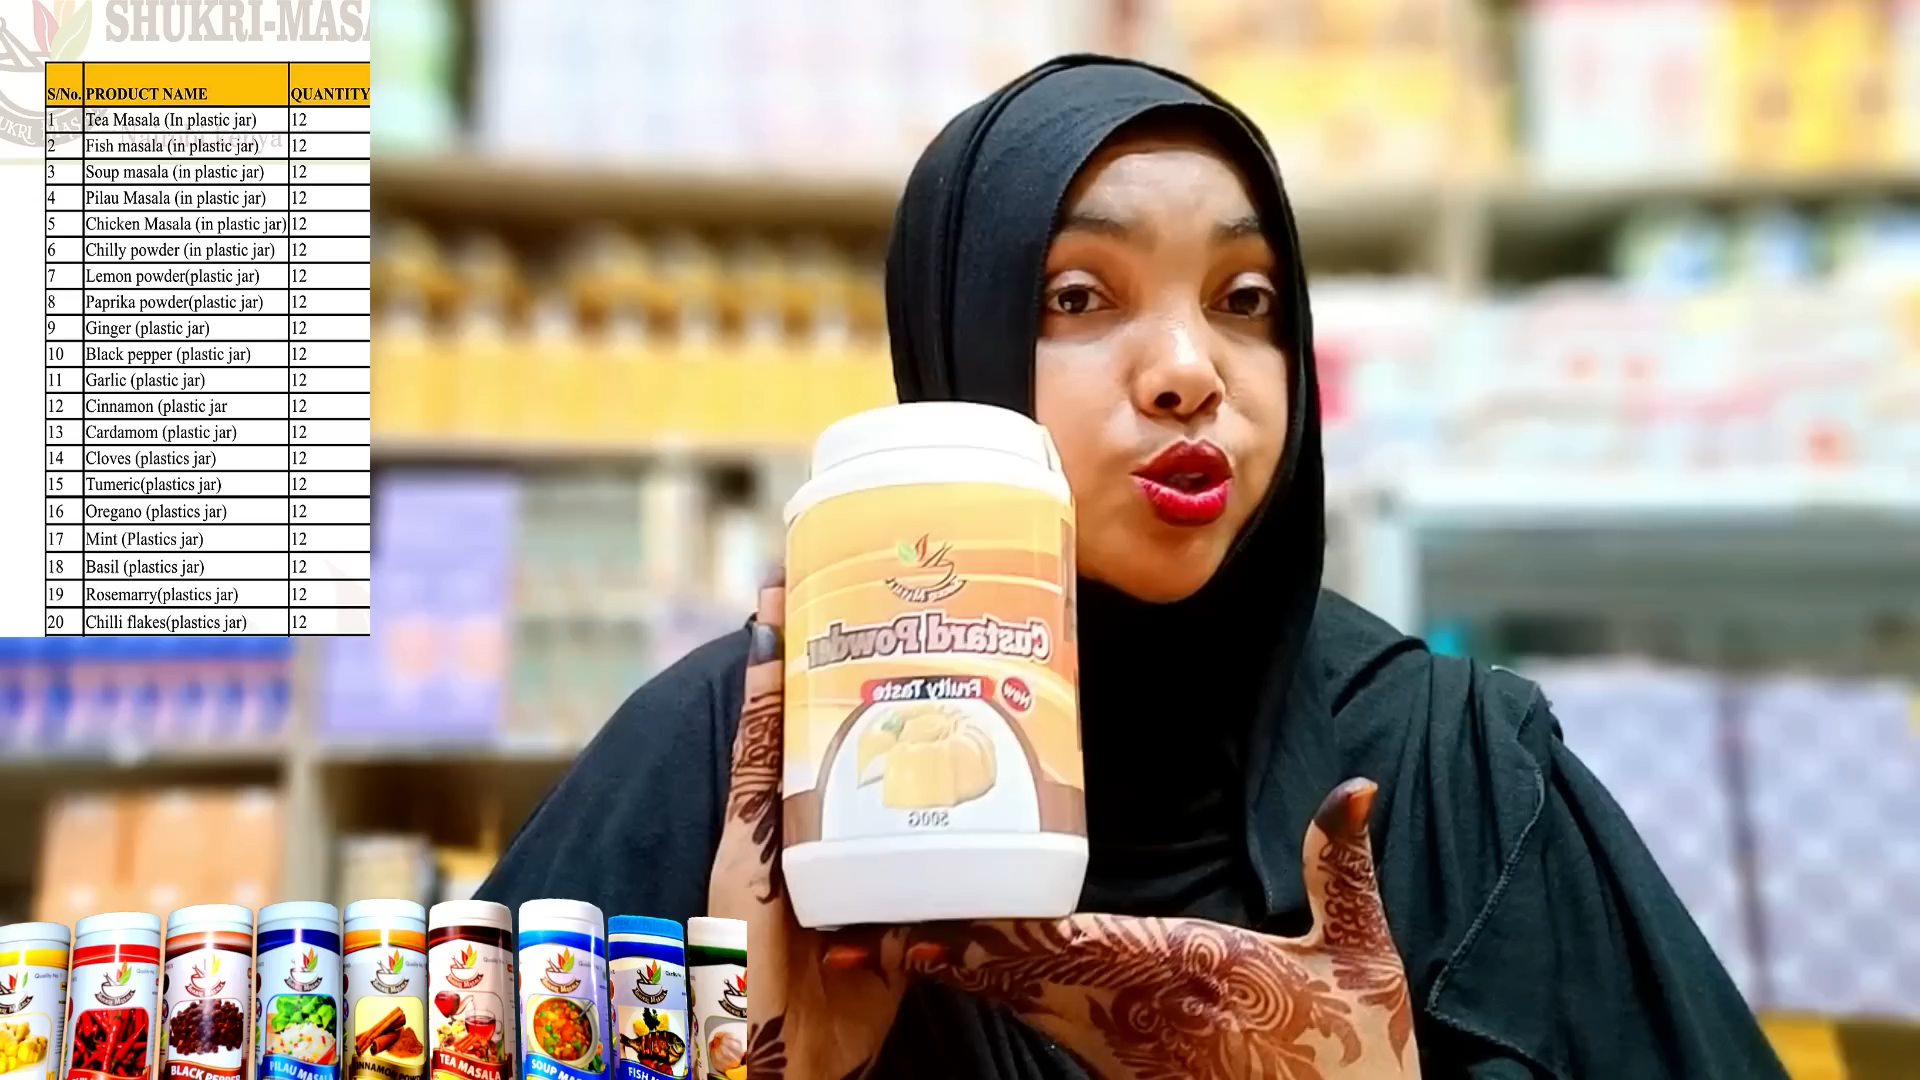 SHUKRI-MASA
S/No. PRODUCT NAME QUANTITY
1 Tea Masala (In plastic jar) 12
2 Fish masala (in plastic jar) 12
3 Soup masala (in plastic jar) 12
4 Pilau Masala (in plastic jar) 12
5 Chicken Masala (in plastic jar) 12
6 Chilly powder (in plastic jar) 12
7 Lemon powder(plastic jar) 12
8 Paprika powder(plastic jar) 12
9 Ginger (plastic jar) 12
10 Black pepper (plastic jar) 12
11 Garlic (plastic jar) 12
12 Cinnamon (plastic jar 12
13 Cardamom (plastic jar) 12
14 Cloves (plastics jar) 12
15 Tumeric(plastics jar) 12
16 Oregano (plastics jar) 12
17 Mint (Plastics jar) 12
18 Basil (plastics jar) 12
19 Rosemarry(plastics jar) 12
20 Chilli flakes(plastics jar) 12
Custard Powder
New Fruity Taste
500G
BLACK PEPPER
PILAU MASALA
CINNAMON POWD
TEA MASALA
SOUP MAS
FISH M